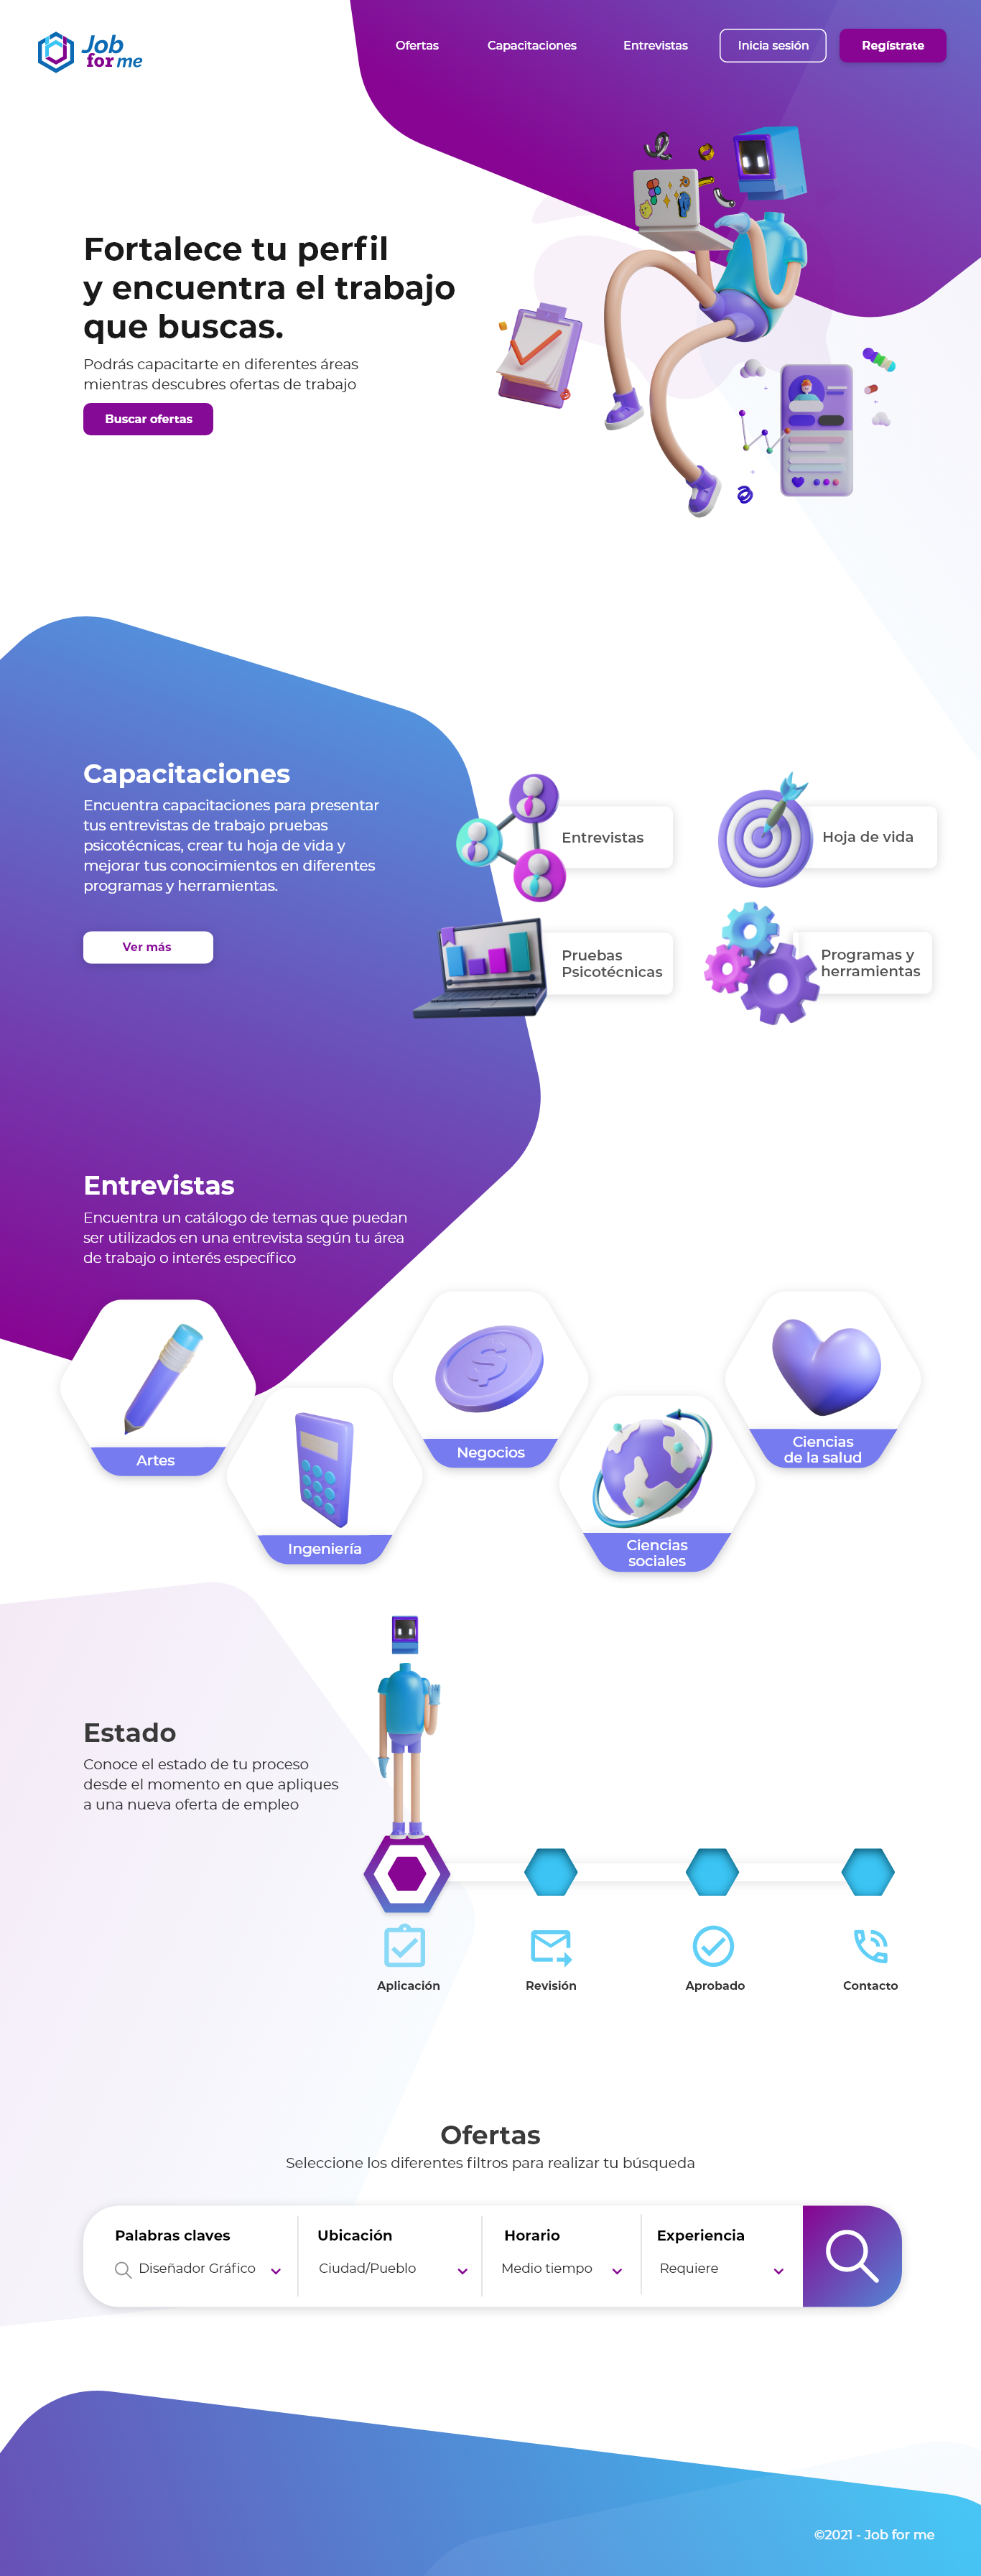 Job
for me
Ofertas
Capacitaciones
Entrevistas
Inicia sesión
Regístrate
Fortalece tu perfil
y encuentra el trabajo
que buscas.
Podrás capacitarte en diferentes áreas
mientras descubres ofertas de trabajo
Buscar ofertas
Capacitaciones
Encuentra capacitaciones para presentar
tus entrevistas de trabajo pruebas
psicotécnicas, crear tu hoja de vida y
mejorar tus conocimientos en diferentes
programas y herramientas.
Ver más
Entrevistas
Hoja de vida
Pruebas
Psicotécnicas
Programas y
herramientas
Entrevistas
Encuentra un catálogo de temas que puedan
ser utilizados en una entrevista según tu área
de trabajo o interés específico
Artes
Ingeniería
$
Negocios
Ciencias
sociales
Ciencias
de la salud
Estado
Conoce el estado de tu proceso
desde el momento en que apliques
a una nueva oferta de empleo
Aplicación
Revisión
Aprobado
Contacto
Ofertas
Seleccione los diferentes filtros para realizar tu búsqueda
Palabras claves
Diseñador Gráfico
Ubicación
Ciudad/Pueblo
Horario
Medio tiempo
Experiencia
Requiere
©2021 - Job for me